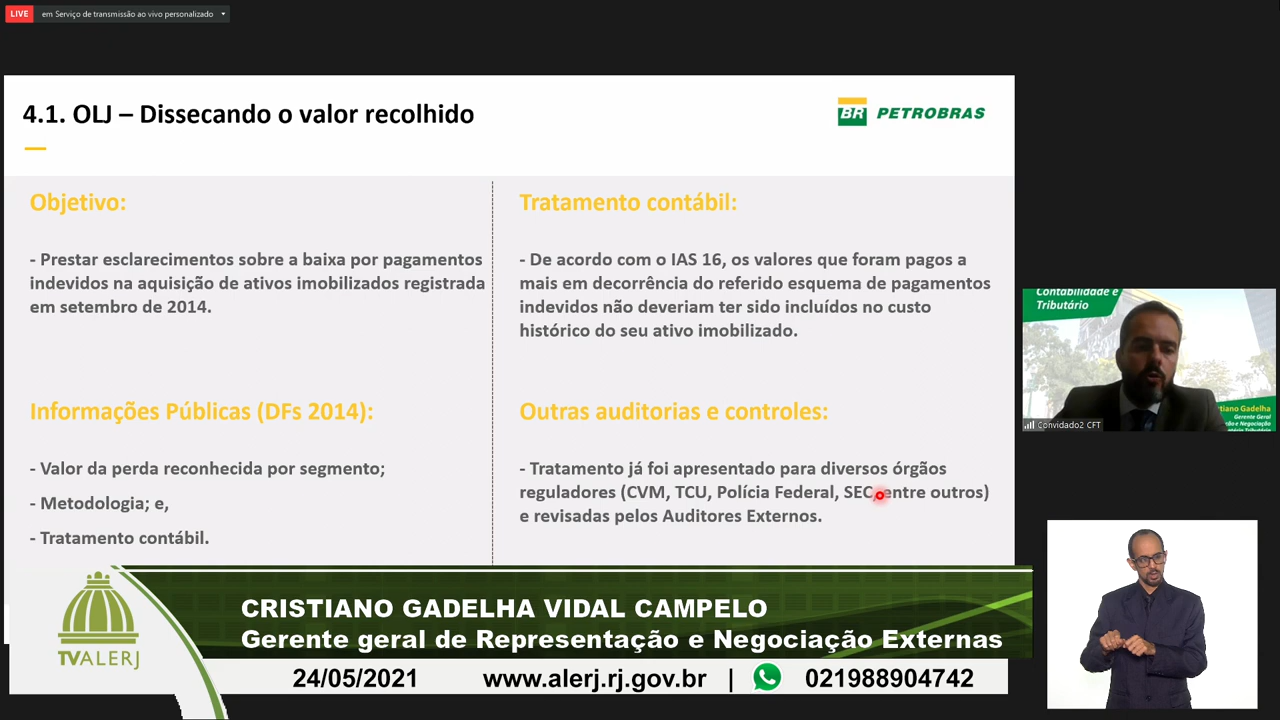 LIVE em Serviço de transmissão ao vivo personalizado
4.1. OLJ – Dissecando o valor recolhido
BR PETROBRAS
Objetivo:
- Prestar esclarecimentos sobre a baixa por pagamentos
indevidos na aquisição de ativos imobilizados registrada
em setembro de 2014.
Tratamento contábil:
- De acordo com o IAS 16, os valores que foram pagos a
mais em decorrência do referido esquema de pagamentos
indevidos não deveriam ter sido incluídos no custo
histórico do seu ativo imobilizado.
Informações Públicas (DFs 2014):
- Valor da perda reconhecida por segmento;
- Metodologia; e,
- Tratamento contábil.
Outras auditorias e controles:
- Tratamento já foi apresentado para diversos órgãos
reguladores (CVM, TCU, Polícia Federal, SEC, entre outros)
e revisadas pelos Auditores Externos.
Contabilidade e
Tributário
Gadelha
Gerente Geral
e Negociação
Tributário
Convidado2 CFT
TVALERJ
CRISTIANO GADELHA VIDAL CAMPELO
Gerente geral de Representação e Negociação Externas
24/05/2021 www.alerj.rj.gov.br | 021988904742